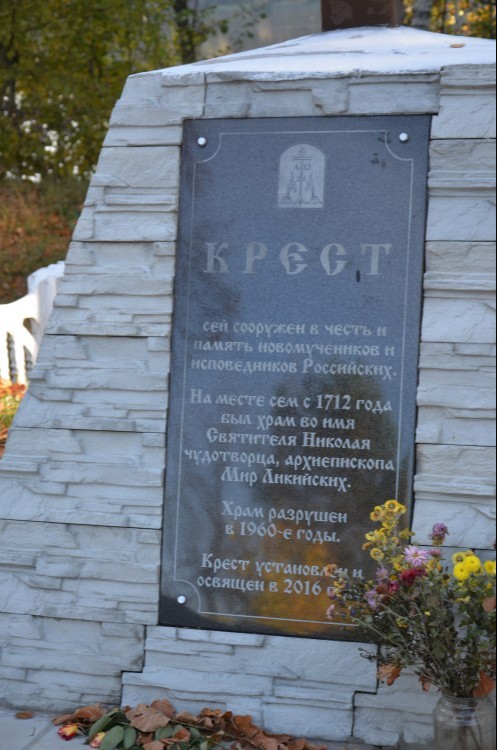 КРЕСТ
сей сооружен в честь и
память новомучеников и
исповедников Российских.
На месте сем с 1712 года
был храм во имя
Святителя Николая
чудотворца, архиепископа
Мир Ликийских.
Храм разрушен
в 1960-е годы.
Крест установлен и
освящен в 2016